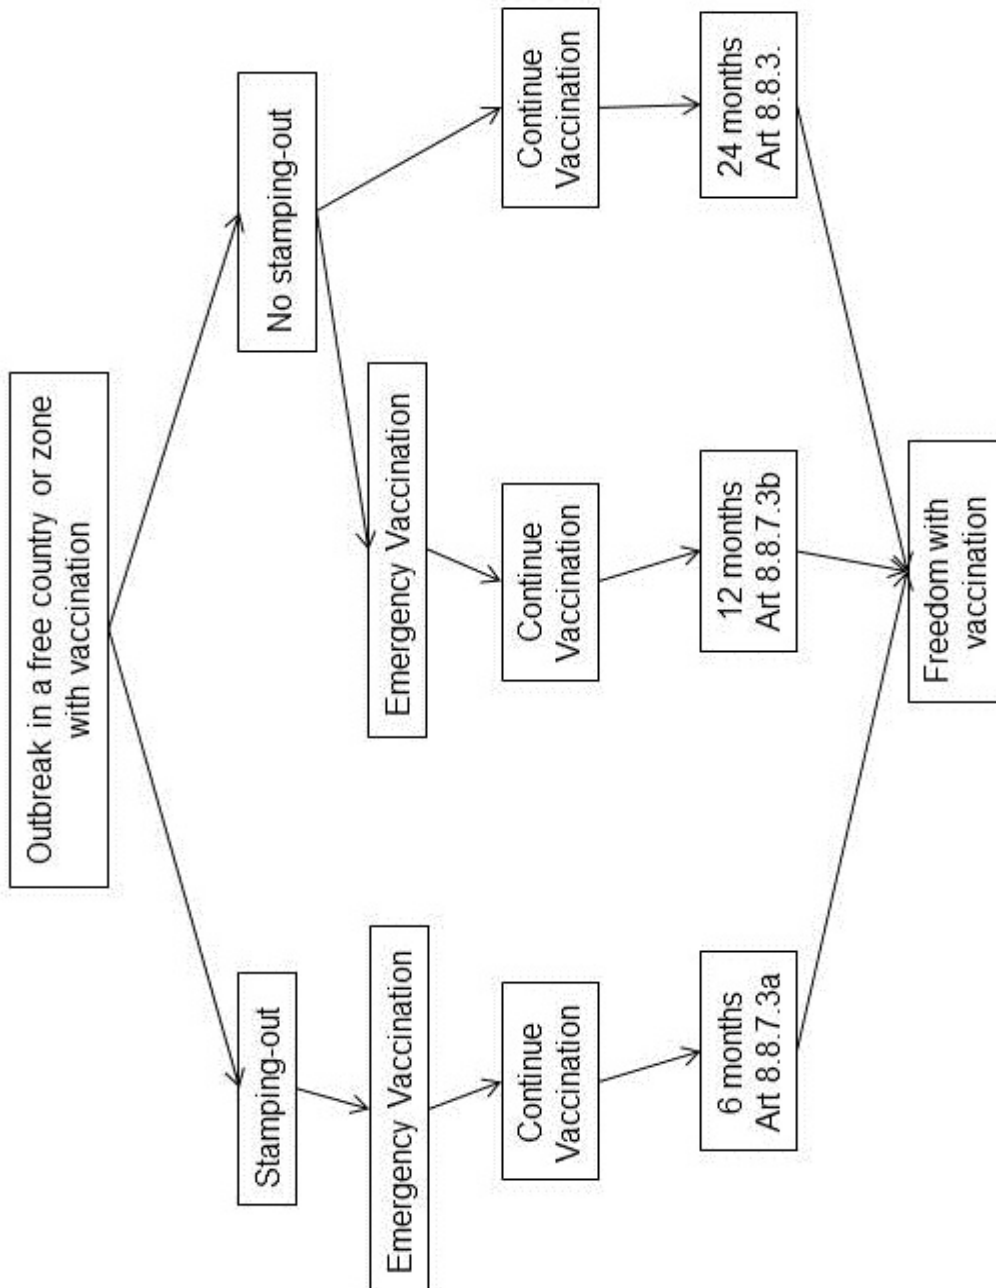 Outbreak in a free country or zone
with vaccination
Stamping-out
No stamping-out
Emergency Vaccination
Emergency Vaccination
Continue
Vaccination
Continue
Vaccination
Continue
Vaccination
6 months
Art 8.8.7.3a
12 months
Art 8.8.7.3b
24 months
Art 8.8.3.
Freedom with
vaccination